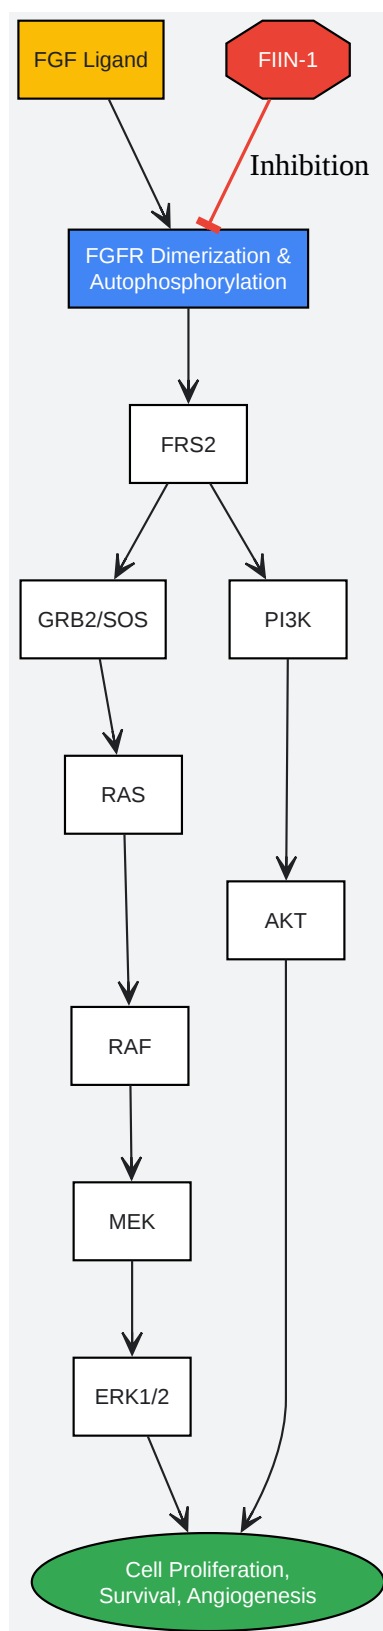 FGF Ligand
FIIN-1
Inhibition
FGFR Dimerization &
Autophosphorylation
FRS2
GRB2/SOS
PI3K
RAS
AKT
RAF
MEK
ERK1/2
Cell Proliferation,
Survival, Angiogenesis